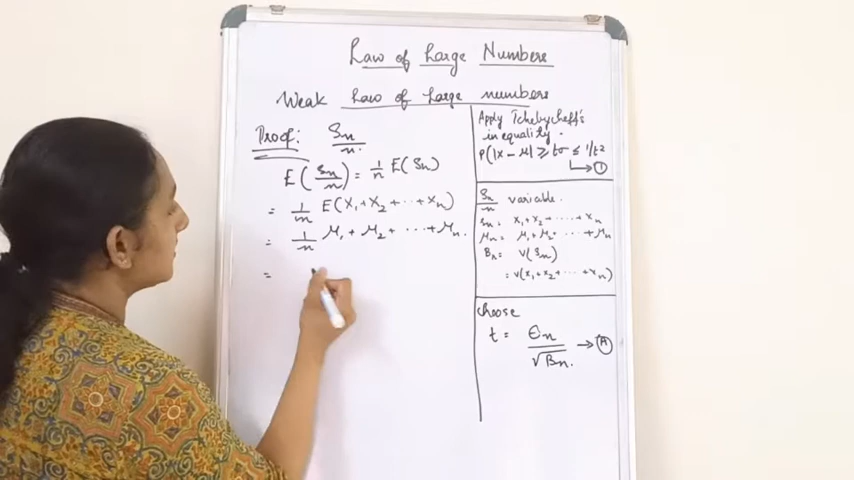 Law of Large Numbers
Weak Law of Large numbers
Proof: Sn/n.
E(Sn/n) = 1/n E(Sn)
= 1/n E(X1+X2+..+Xn)
= 1/n μ1+μ2+...+μn.
=
Apply Tchebycheff's
inequality.
P(|X-μ| ≥ tσ ≤ 1/t2
→ 1
Sn/n variable.
Sn = X1+X2+....+Xn
μn = μ1+μ2....+μn
Bn = V(Sn)
= V(X1+X2+...+Xn)
choose
t = ϵn/√Bn. → A